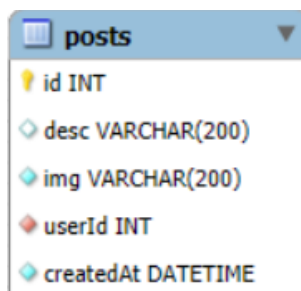 posts
id INT
desc VARCHAR(200)
img VARCHAR(200)
userId INT
createdAt DATETIME